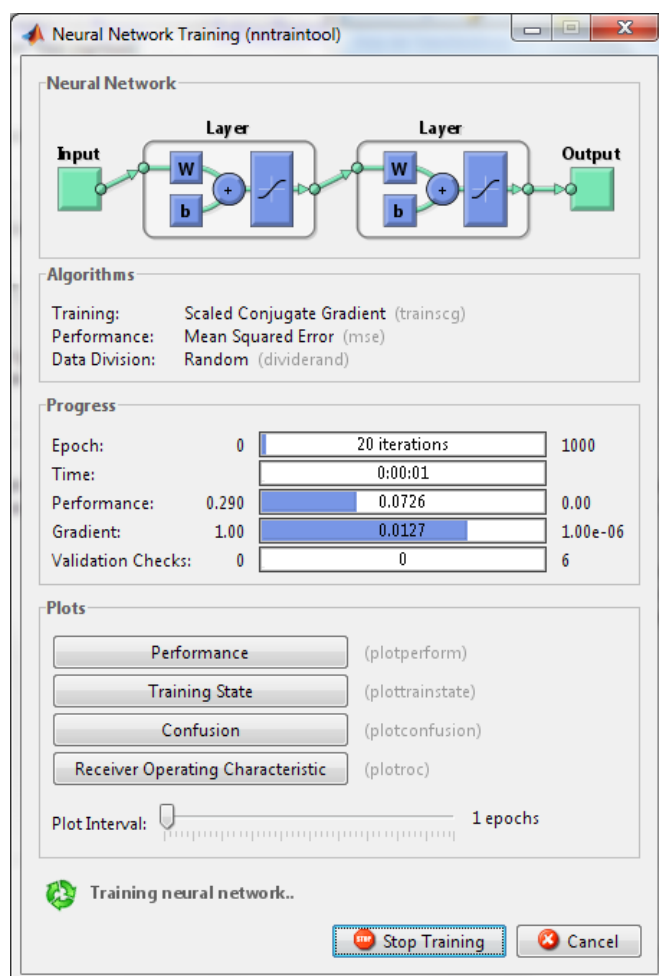 Neural Network Training (nntraintool)
Neural Network
Layer Layer
Input Output
W W
+ +
b b
Algorithms
Training: Scaled Conjugate Gradient (trainscg)
Performance: Mean Squared Error (mse)
Data Division: Random (dividerand)
Progress
Epoch: 0 20 iterations 1000
Time: 0:00:01
Performance: 0.290 0.0726 0.00
Gradient: 1.00 0.0127 1.00e-06
Validation Checks: 0 0 6
Plots
Performance (plotperform)
Training State (plottrainstate)
Confusion (plotconfusion)
Receiver Operating Characteristic (plotroc)
Plot Interval: 1 epochs
Training neural network..
STOP Stop Training Cancel